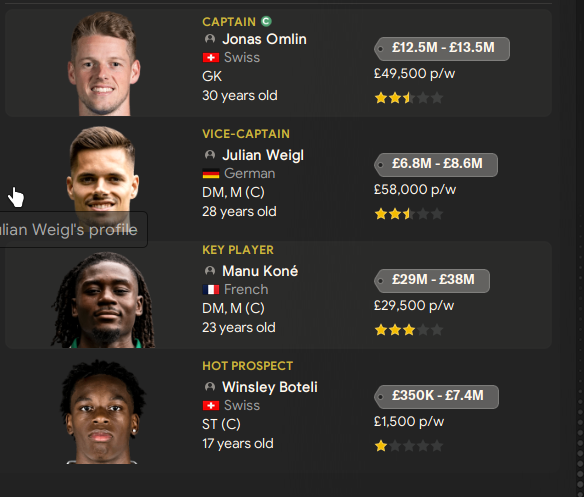 CAPTAIN C
Jonas Omlin
£12.5M - £13.5M
Swiss
GK
£49,500 p/w
30 years old
VICE-CAPTAIN
Julian Weigl
£6.8M - £8.6M
German
DM, M (C)
£58,000 p/w
28 years old
lian Weigl's profile
KEY PLAYER
Manu Koné
£29M - £38M
French
DM, M (C)
£29,500 p/w
23 years old
HOT PROSPECT
Winsley Boteli
£350K - £7.4M
Swiss
ST (C)
£1,500 p/w
17 years old